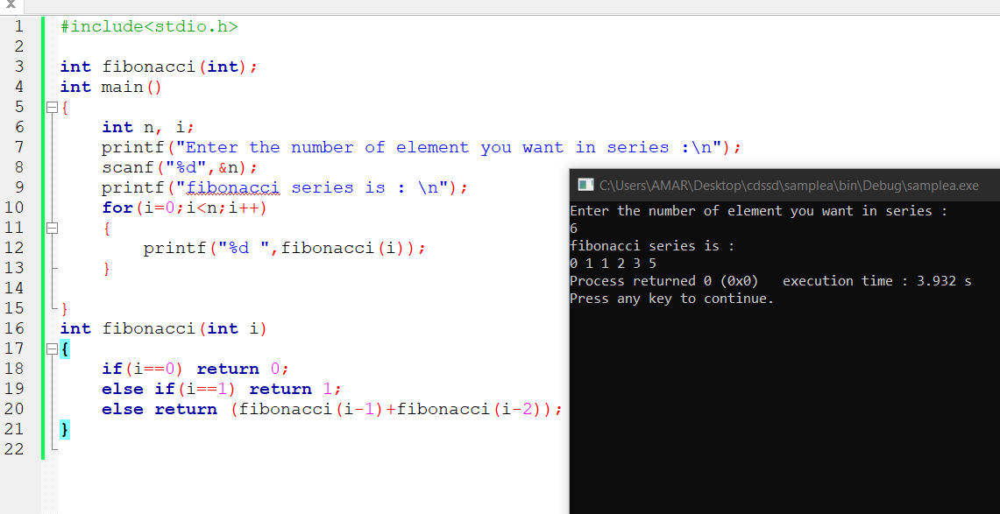 1 #include<stdio.h>
2
3 int fibonacci(int);
4 int main()
5 {
6 int n, i;
7 printf("Enter the number of element you want in series :\n");
8 scanf("%d",&n);
9 printf("fibonacci series is : \n");
10 for(i=0;i<n;i++)
11 {
12 printf("%d ",fibonacci(i));
13 }
14
15 }
16 int fibonacci(int i)
17 {
18 if(i==0) return 0;
19 else if(i==1) return 1;
20 else return (fibonacci(i-1)+fibonacci(i-2));
21 }
22
C:\Users\AMAR\Desktop\cdssd\samplea\bin\Debug\samplea.exe
Enter the number of element you want in series :
6
fibonacci series is :
0 1 1 2 3 5
Process returned 0 (0x0)   execution time : 3.932 s
Press any key to continue.